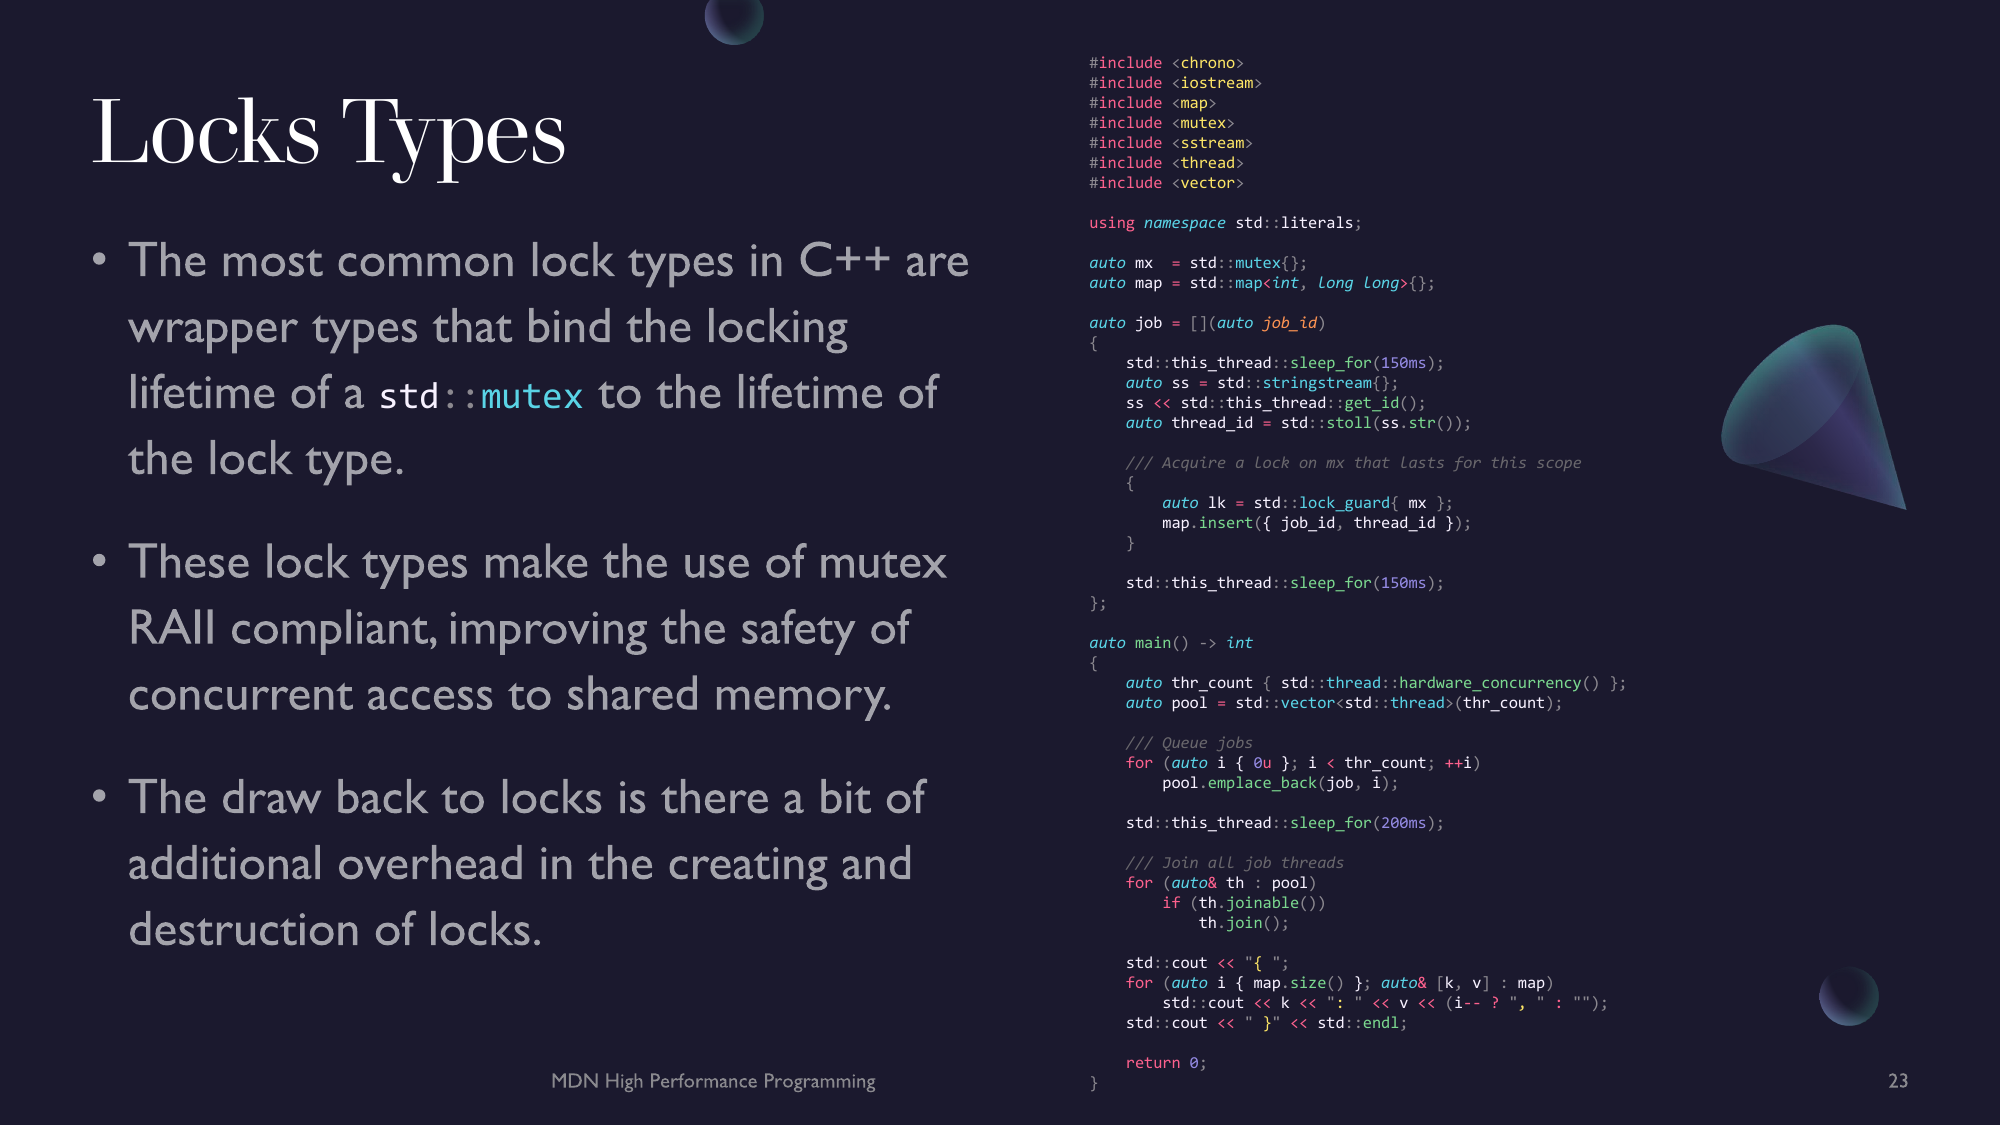 Locks Types
• The most common lock types in C++ are
wrapper types that bind the locking
lifetime of a std::mutex to the lifetime of
the lock type.
• These lock types make the use of mutex
RAII compliant, improving the safety of
concurrent access to shared memory.
• The draw back to locks is there a bit of
additional overhead in the creating and
destruction of locks.
#include <chrono>
#include <iostream>
#include <map>
#include <mutex>
#include <sstream>
#include <thread>
#include <vector>
using namespace std::literals;
auto mx  = std::mutex{};
auto map = std::map<int, long long>{};
auto job = [](auto job_id)
{
    std::this_thread::sleep_for(150ms);
    auto ss = std::stringstream{};
    ss << std::this_thread::get_id();
    auto thread_id = std::stoll(ss.str());
    /// Acquire a lock on mx that lasts for this scope
    {
        auto lk = std::lock_guard{ mx };
        map.insert({ job_id, thread_id });
    }
    std::this_thread::sleep_for(150ms);
};
auto main() -> int
{
    auto thr_count { std::thread::hardware_concurrency() };
    auto pool = std::vector<std::thread>(thr_count);
    /// Queue jobs
    for (auto i { 0u }; i < thr_count; ++i)
        pool.emplace_back(job, i);
    std::this_thread::sleep_for(200ms);
    /// Join all job threads
    for (auto& th : pool)
        if (th.joinable())
            th.join();
    std::cout << "{ ";
    for (auto i { map.size() }; auto& [k, v] : map)
        std::cout << k << ": " << v << (i-- ? ", " : "");
    std::cout << " }" << std::endl;
    return 0;
}
MDN High Performance Programming
23